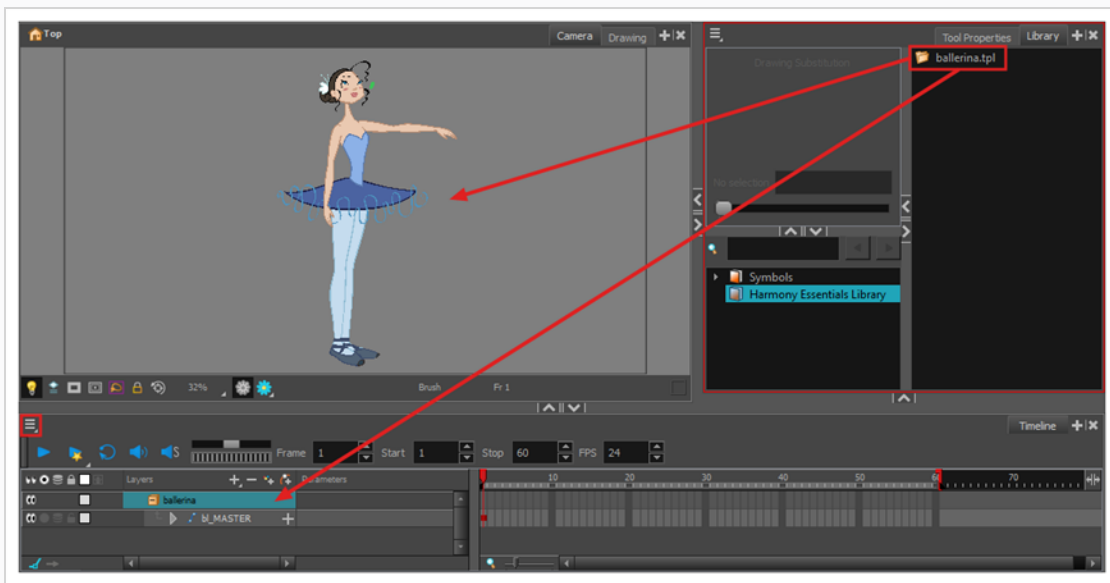 Top
Camera Drawing
Tool Properties Library
Drawing Substitution
ballerina.tpl
No selection
Symbols
Harmony Essentials Library
32% Brush Fr 1
Timeline
S Frame 1 Start 1 Stop 60 FPS 24
Layers Parameters
10 20 30 40 50 60 70
ballerina
bl_MASTER